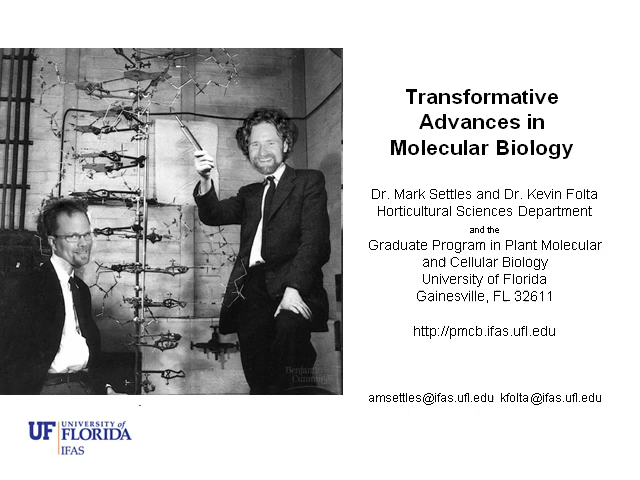 Transformative
Advances in
Molecular Biology
Dr. Mark Settles and Dr. Kevin Folta
Horticultural Sciences Department
and the
Graduate Program in Plant Molecular
and Cellular Biology
University of Florida
Gainesville, FL 32611
http://pmcb.ifas.ufl.edu
amsettles@ifas.ufl.edu kfolta@ifas.ufl.edu
Benjamin
UF UNIVERSITY of
FLORIDA
IFAS